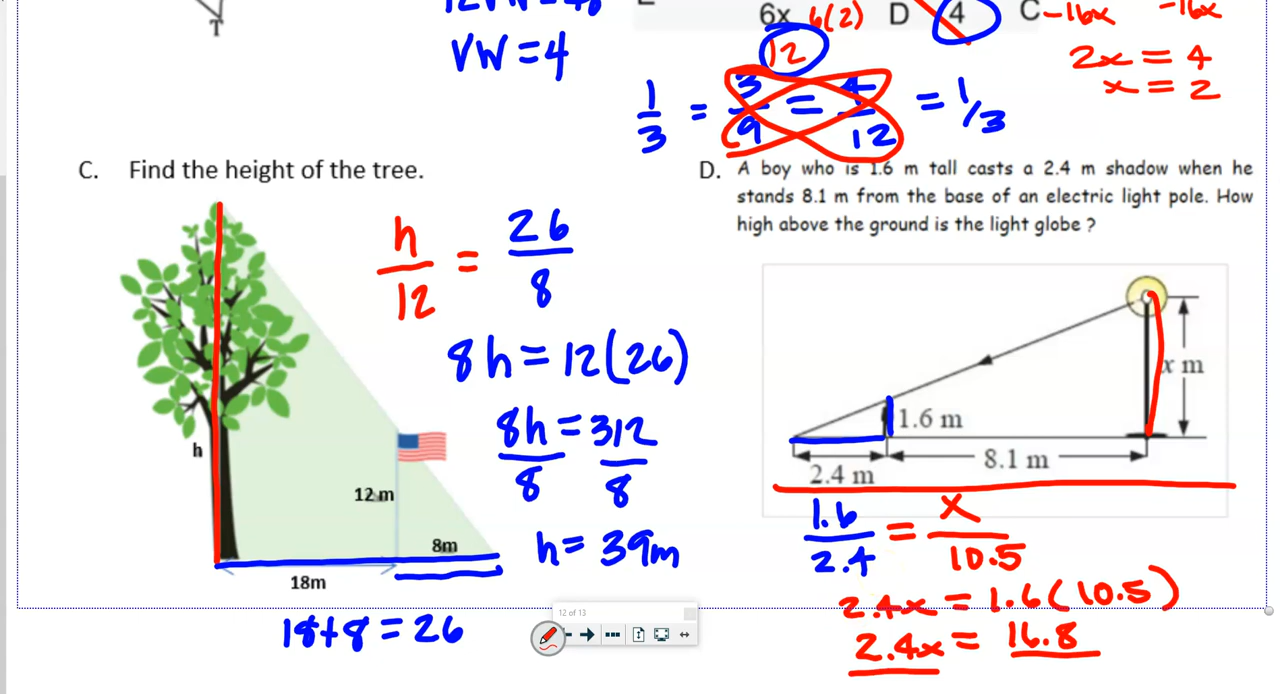 T
VW = 4
6x 6(2) D 4 C -16x -16x
12
2x = 4
x = 2
1/3 = 3/9 = 4/12 = 1/3
C. Find the height of the tree.
h/12 = 26/8
8h = 12(26)
8h/8 = 312/8
h = 39m
h
12 m
8m
18m
18+8 = 26
D. A boy who is 1.6 m tall casts a 2.4 m shadow when he
stands 8.1 m from the base of an electric light pole. How
high above the ground is the light globe ?
x m
1.6 m
8.1 m
2.4 m
1.6/2.4 = x/10.5
2.4x = 1.6(10.5)
2.4x = 16.8
12 of 13